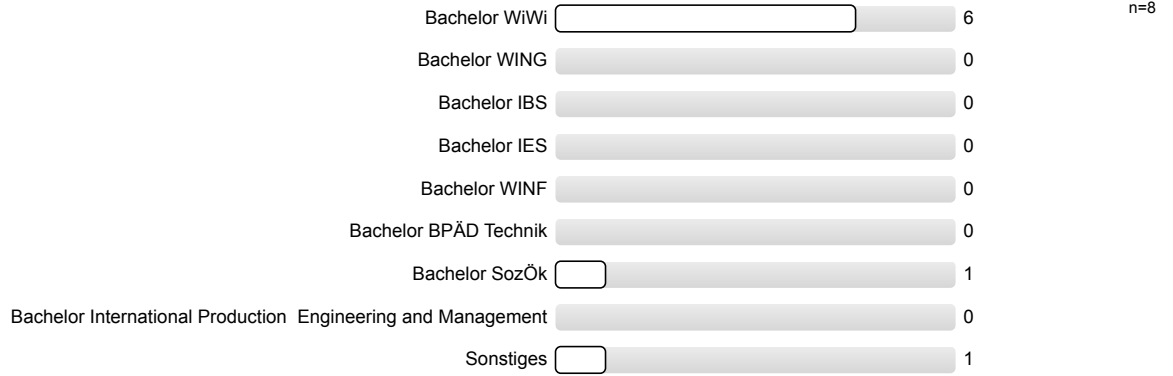 Bachelor WiWi 6 n=8
Bachelor WING 0
Bachelor IBS 0
Bachelor IES 0
Bachelor WINF 0
Bachelor BPÄD Technik 0
Bachelor SozÖk 1
Bachelor International Production  Engineering and Management 0
Sonstiges 1